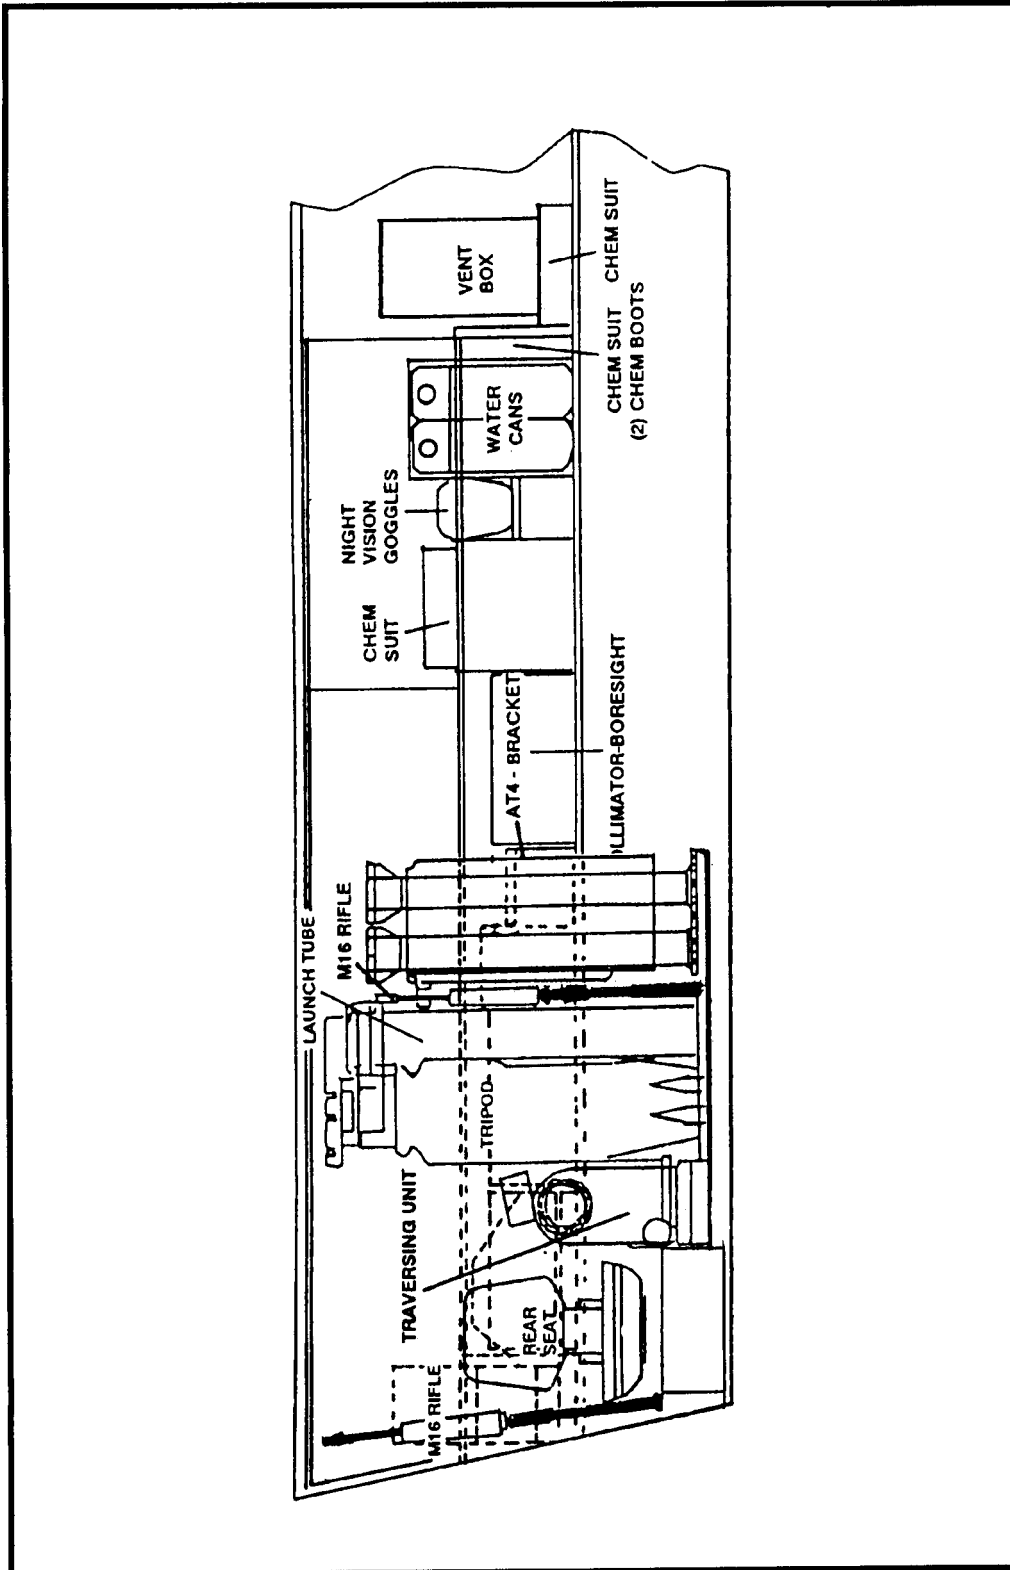 LAUNCH TUBE
M16 RIFLE
TRAVERSING UNIT
M16 RIFLE
REAR
SEAT
TRIPOD
AT4 - BRACKET
LLIMATOR-BORESIGHT
CHEM
SUIT
NIGHT
VISION
GOGGLES
WATER
CANS
VENT
BOX
CHEM SUIT
(2) CHEM BOOTS
CHEM SUIT